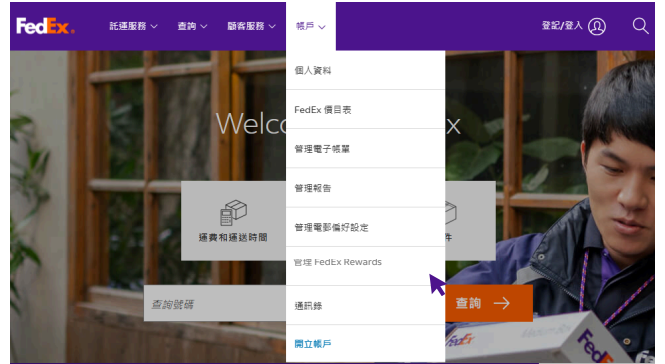 FedEx.
託運服務
查詢
顧客服務
帳戶
登記/登入
個人資料
FedEx 價目表
管理電子帳單
管理報告
管理電郵偏好設定
管理 FedEx Rewards
通訊錄
開立帳戶
Welc
x
運費和運送時間
件
查詢號碼
查詢
FedEx